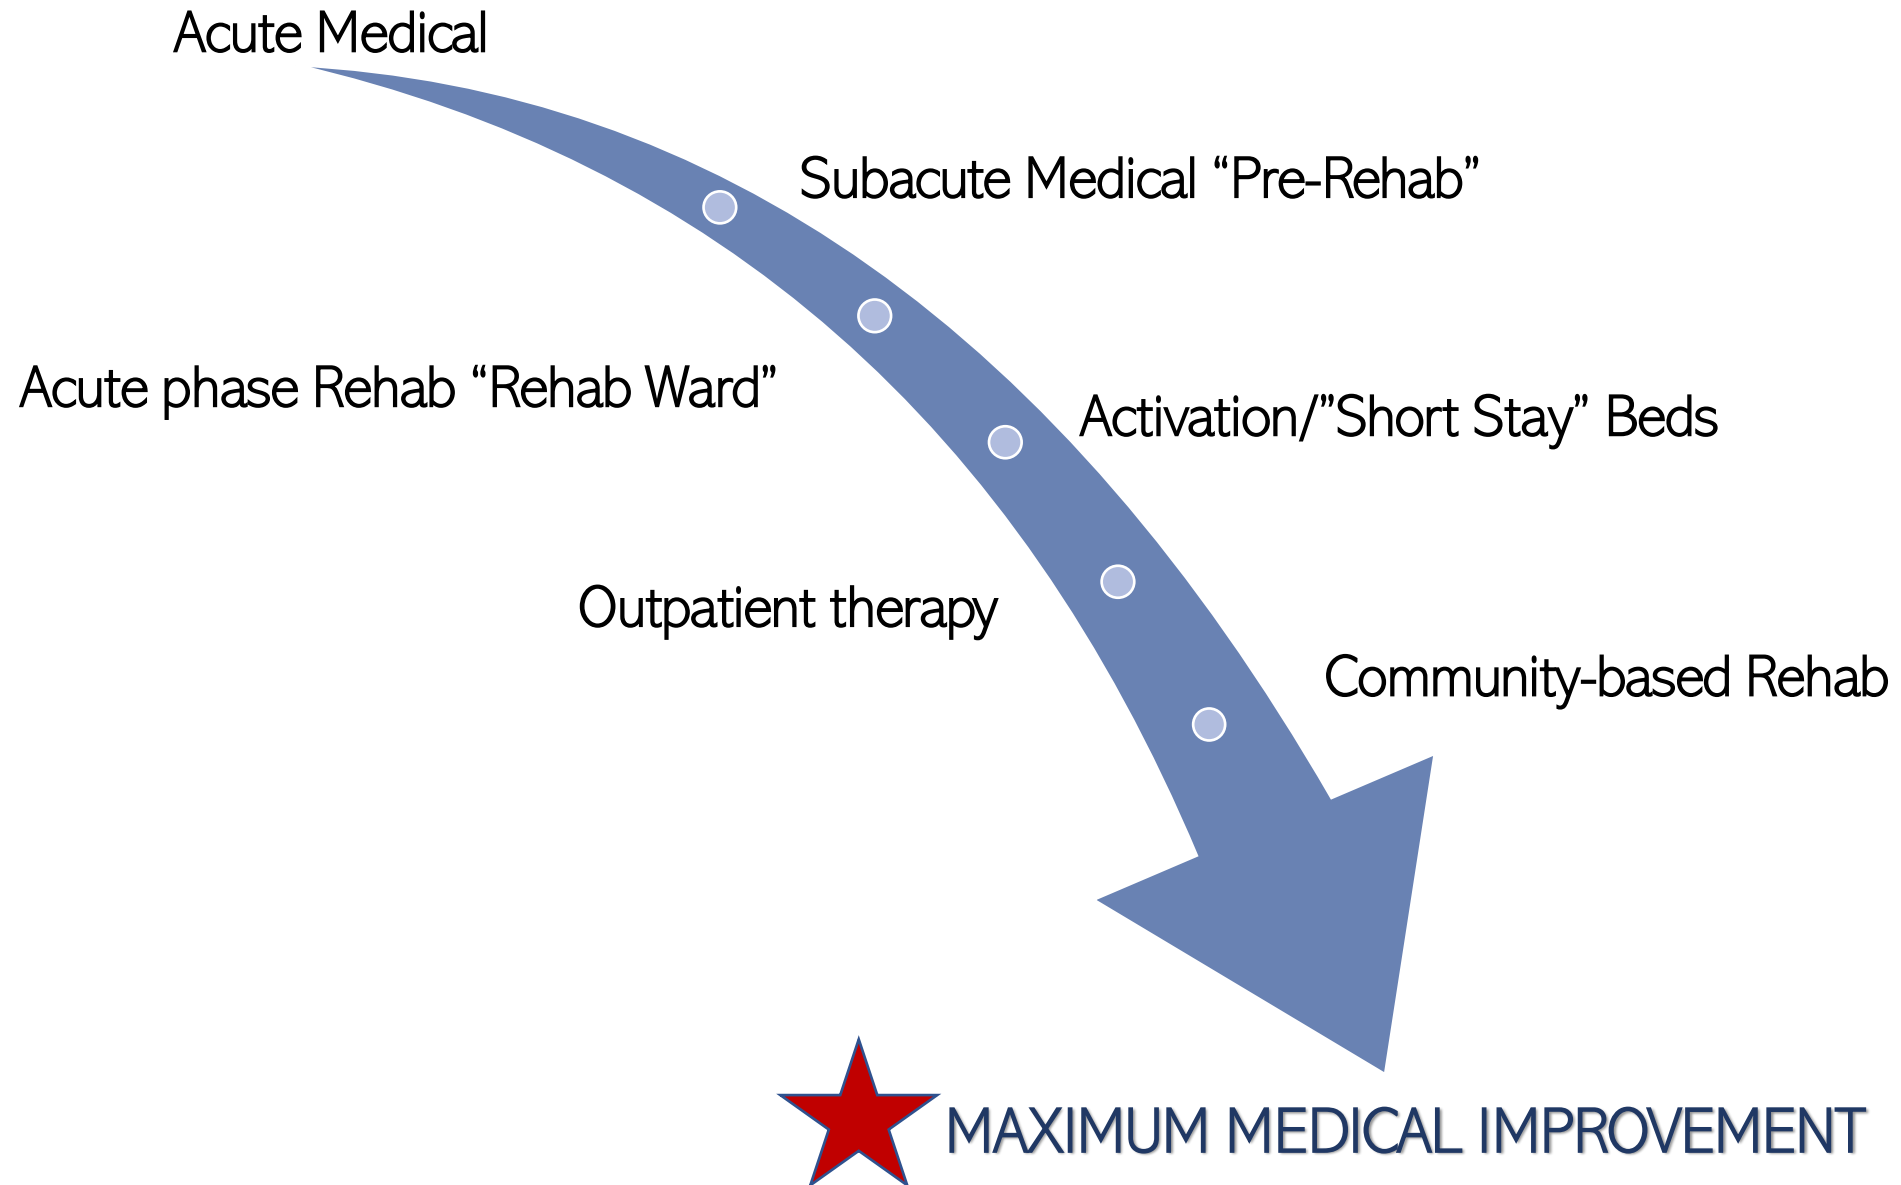 Acute Medical
Subacute Medical “Pre-Rehab”
Acute phase Rehab “Rehab Ward”
Activation/”Short Stay” Beds
Outpatient therapy
Community-based Rehab
MAXIMUM MEDICAL IMPROVEMENT